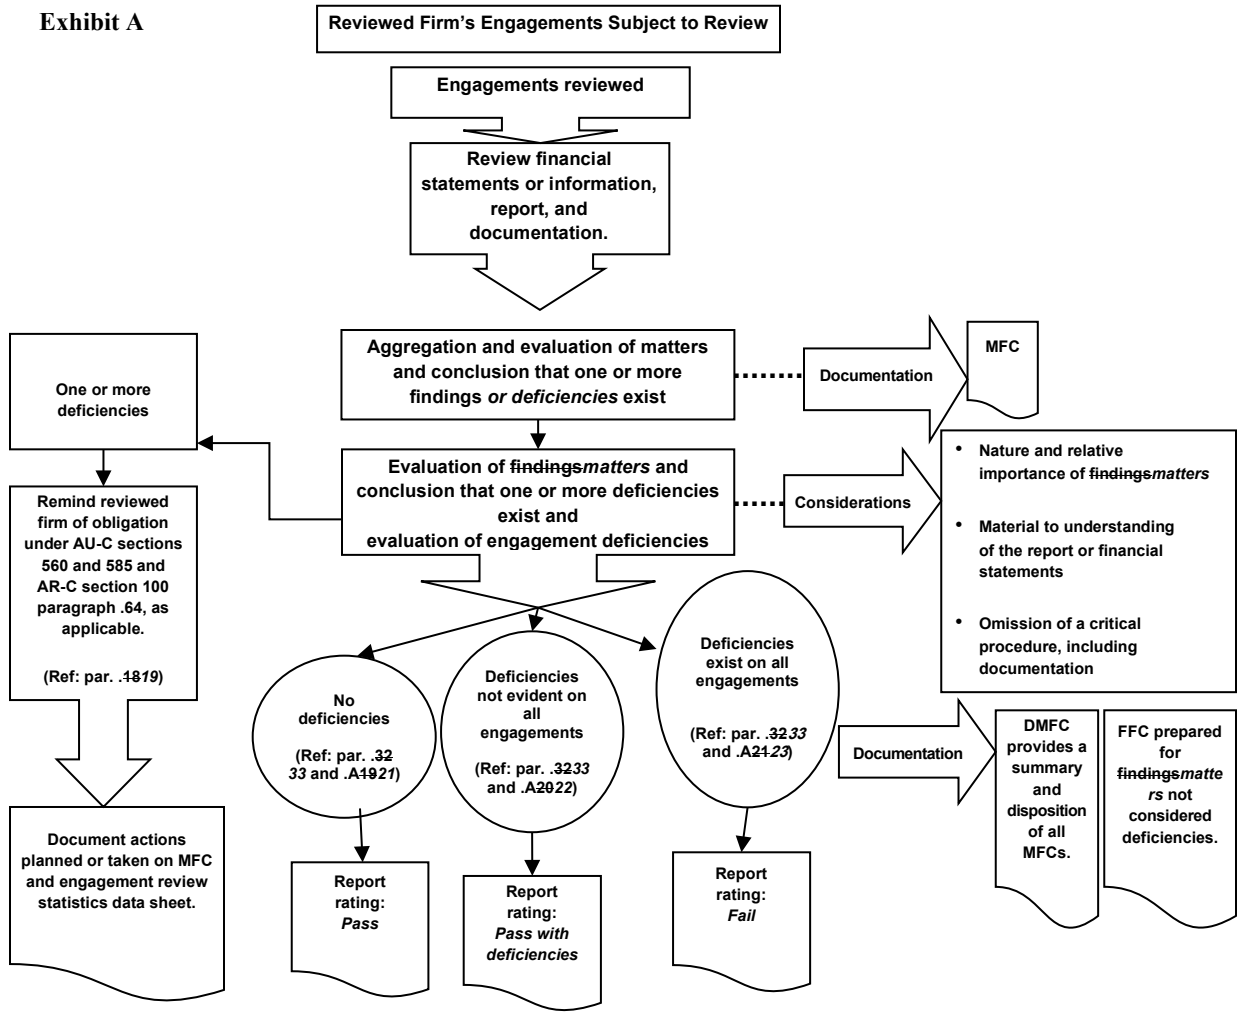 Exhibit A
Reviewed Firm's Engagements Subject to Review
Engagements reviewed
Review financial
statements or information,
report, and
documentation.
Aggregation and evaluation of matters
and conclusion that one or more
findings or deficiencies exist
Documentation
MFC
One or more
deficiencies
Evaluation of findingsmatters and
conclusion that one or more deficiencies
exist and
evaluation of engagement deficiencies
Considerations
• Nature and relative
importance of findingsmatters
• Material to understanding
of the report or financial
statements
• Omission of a critical
procedure, including
documentation
Remind reviewed
firm of obligation
under AU-C sections
560 and 585 and
AR-C section 100
paragraph .64, as
applicable.
(Ref: par. .1819)
No
deficiencies
(Ref: par. .32
33 and .A1921)
Deficiencies
not evident on
all
engagements
(Ref: par. .3233
and .A2022)
Deficiencies
exist on all
engagements
(Ref: par. .3233
and .A2123)
Documentation
DMFC
provides a
summary
and
disposition
of all
MFCs.
FFC prepared
for
findingsmatte
rs not
considered
deficiencies.
Document actions
planned or taken on MFC
and engagement review
statistics data sheet.
Report
rating:
Pass
Report
rating:
Pass with
deficiencies
Report
rating:
Fail